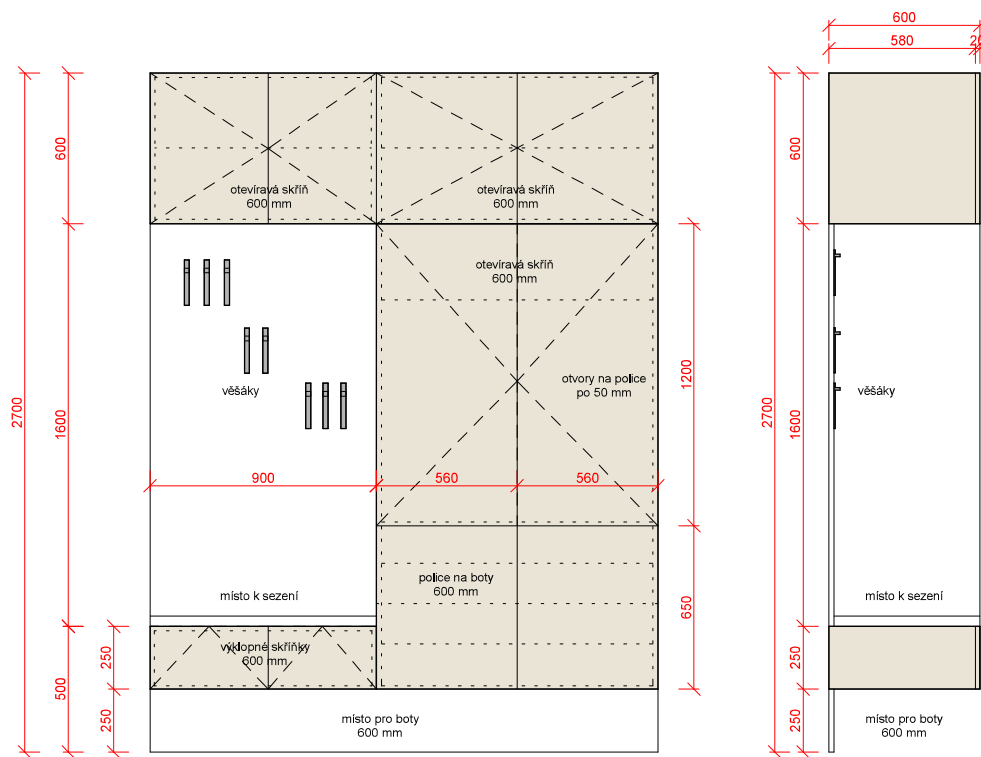 600
580
20
otevíravá skříň
600 mm
otevíravá skříň
600 mm
600
600
otevíravá skříň
600 mm
otvory na police
po 50 mm
věšáky
věšáky
2700
1600
1200
2700
1600
900
560
560
police na boty
600 mm
místo k sezení
místo k sezení
650
výklopné skříňky
600 mm
250
500
250
místo pro boty
600 mm
250
250
místo pro boty
600 mm